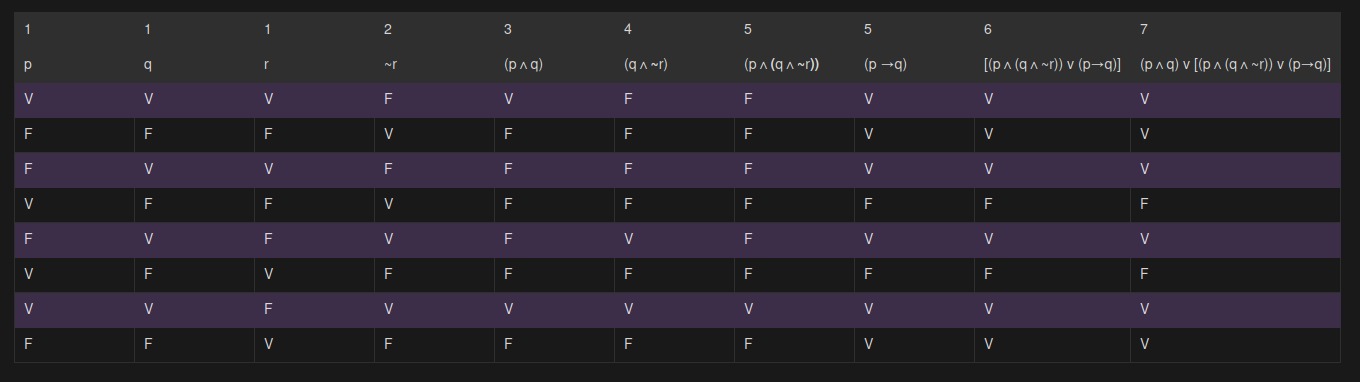 1 1 1 2 3 4 5 5 6 7
p q r ~r (p ∧ q) (q ∧ ~r) (p ∧ (q ∧ ~r)) (p →q) [(p ∧ (q ∧ ~r)) v (p→q)] (p ∧ q) v [(p ∧ (q ∧ ~r)) v (p→q)]
V V V F V F F V V V
F F F V F F F V V V
F V V F F F F V V V
V F F V F F F F F F
F V F V F V F V V V
V F V F F F F F F F
V V F V V V V V V V
F F V F F F F V V V